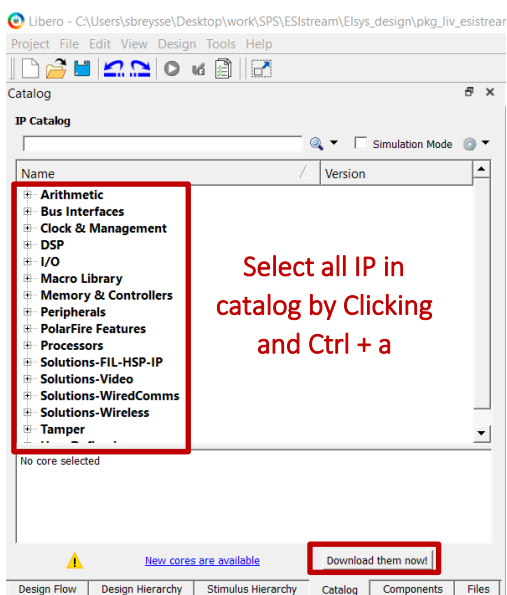 Libero - C:\Users\sbreysse\Desktop\work\SPS\ESIstream\Elsys_design\pkg_liv_esistrear
Project File Edit View Design Tools Help
Catalog
IP Catalog
Simulation Mode
Name Version
Arithmetic
Bus Interfaces
Clock & Management
DSP
I/O
Macro Library
Memory & Controllers
Peripherals
PolarFire Features
Processors
Solutions-FIL-HSP-IP
Solutions-Video
Solutions-WiredComms
Solutions-Wireless
Tamper
Select all IP in
catalog by Clicking
and Ctrl + a
No core selected
New cores are available Download them now!
Design Flow Design Hierarchy Stimulus Hierarchy Catalog Components Files